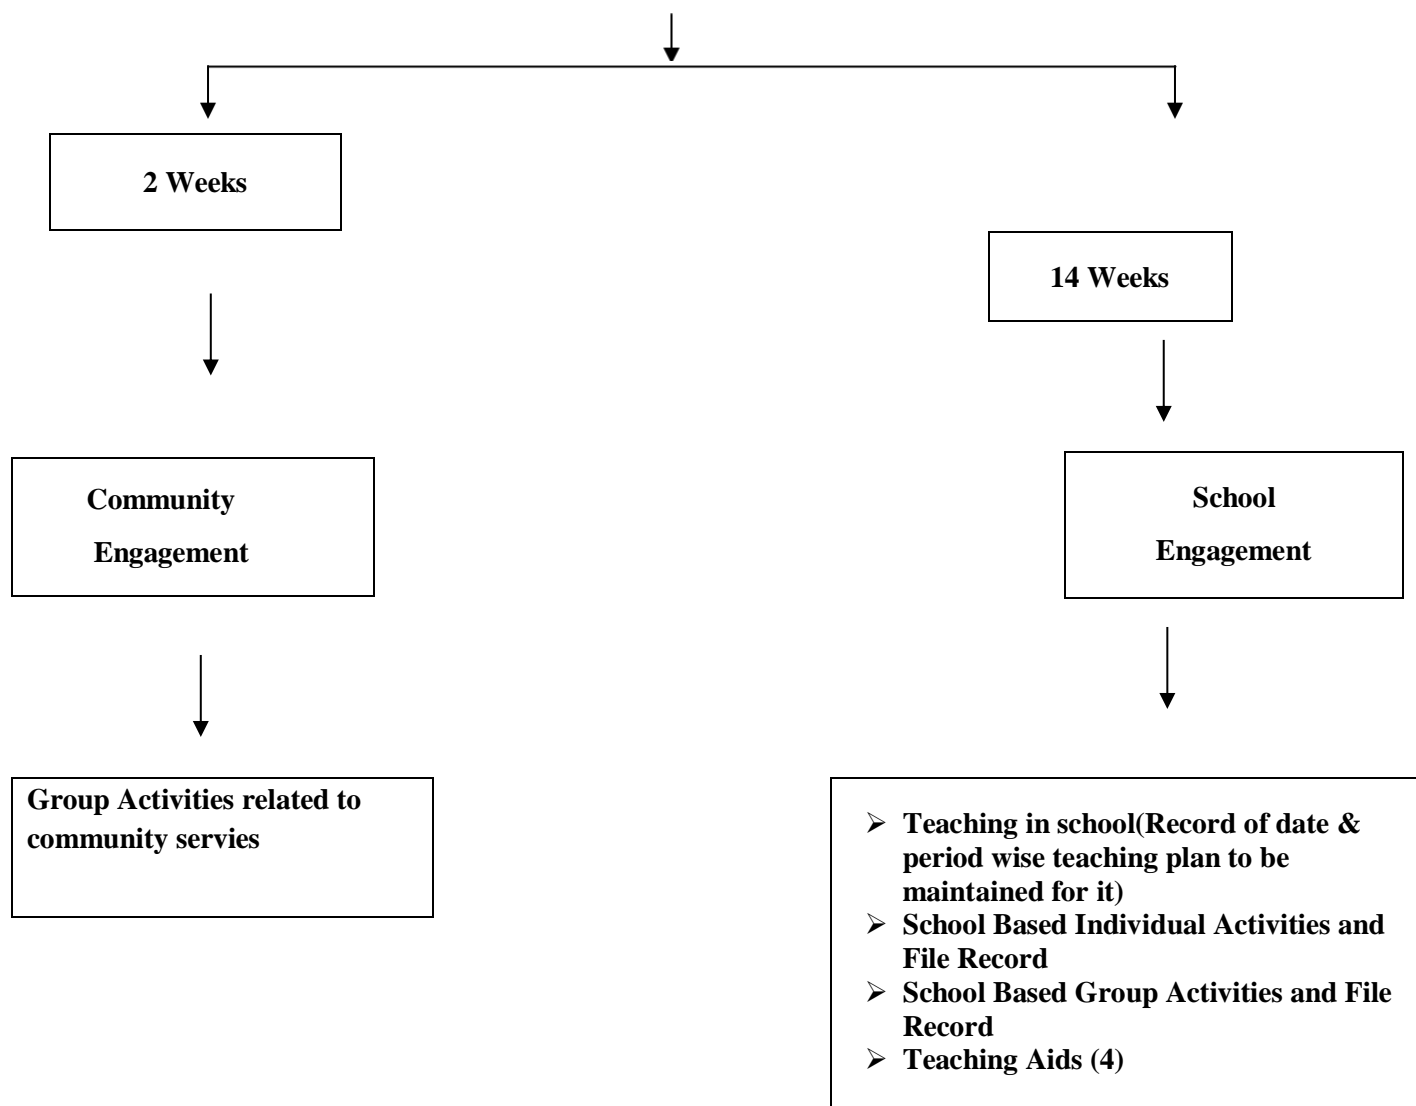 2 Weeks
14 Weeks
Community
Engagement
School
Engagement
Group Activities related to
community servies
➢ Teaching in school(Record of date &
period wise teaching plan to be
maintained for it)
➢ School Based Individual Activities and
File Record
➢ School Based Group Activities and File
Record
➢ Teaching Aids (4)